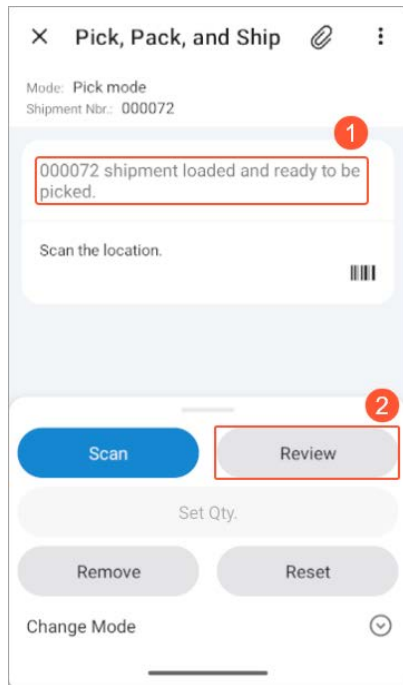 Pick, Pack, and Ship
Mode: Pick mode
Shipment Nbr.: 000072
1
000072 shipment loaded and ready to be
picked.
Scan the location.
2
Scan
Review
Set Qty.
Remove
Reset
Change Mode